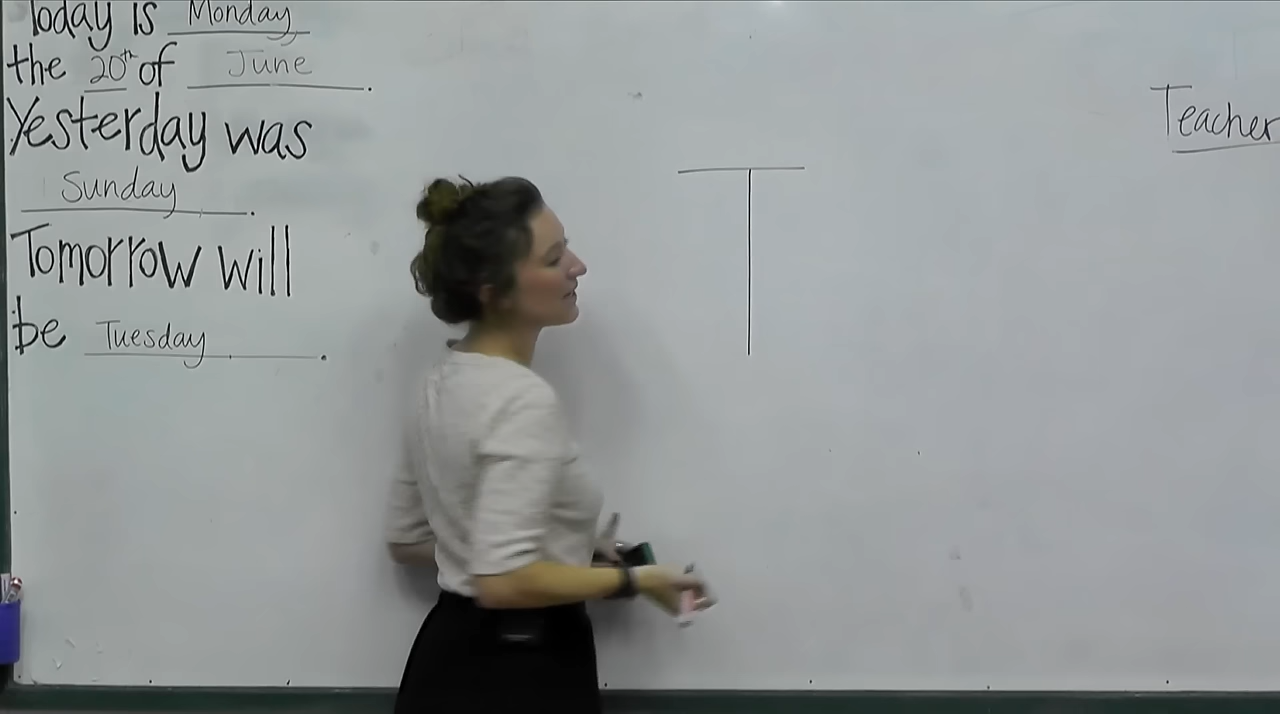 Today is Monday
the 20th of June.
Yesterday was
Sunday.
Tomorrow will
be Tuesday.
T
Teacher